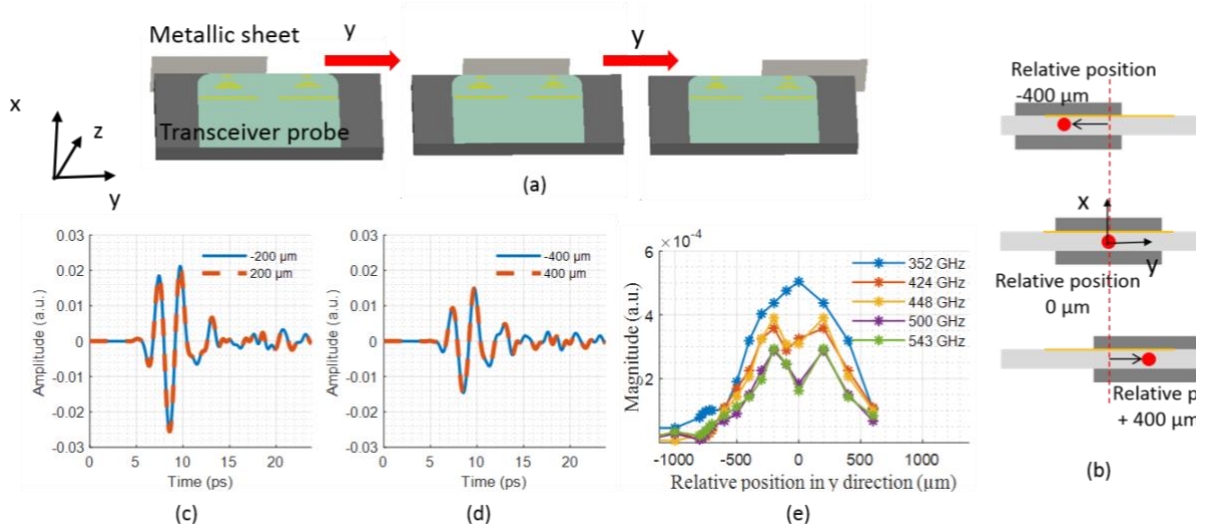 Metallic sheet
y
y
x
z
y
Transceiver probe
(a)
Relative position
-400 µm
x
y
Relative position
0 µm
Relative p
+ 400 µm
(b)
0.03
0.02
0.01
0
-0.01
-0.02
-0.03
Amplitude (a.u.)
-200 µm
200 µm
0 5 10 15 20
Time (ps)
(c)
0.03
0.02
0.01
0
-0.01
-0.02
-0.03
Amplitude (a.u.)
-400 µm
400 µm
0 5 10 15 20
Time (ps)
(d)
×10⁻⁴
6
4
2
0
Magnitude (a.u.)
352 GHz
424 GHz
448 GHz
500 GHz
543 GHz
-1000 -500 0 500 1000
Relative position in y direction (µm)
(e)